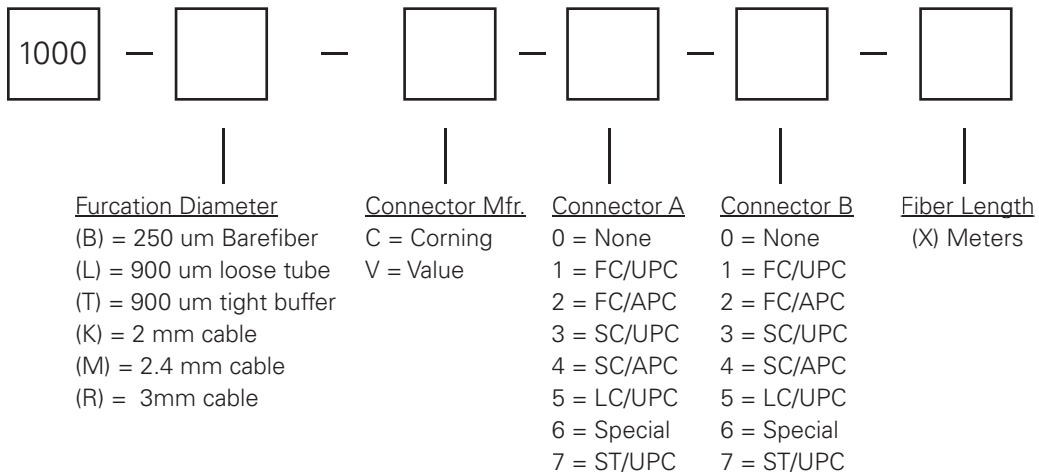 1000 – – – – –
Furcation Diameter
(B) = 250 um Barefiber
(L) = 900 um loose tube
(T) = 900 um tight buffer
(K) = 2 mm cable
(M) = 2.4 mm cable
(R) =  3mm cable
Connector Mfr.
C = Corning
V = Value
Connector A
0 = None
1 = FC/UPC
2 = FC/APC
3 = SC/UPC
4 = SC/APC
5 = LC/UPC
6 = Special
7 = ST/UPC
Connector B
0 = None
1 = FC/UPC
2 = FC/APC
3 = SC/UPC
4 = SC/APC
5 = LC/UPC
6 = Special
7 = ST/UPC
Fiber Length
(X) Meters